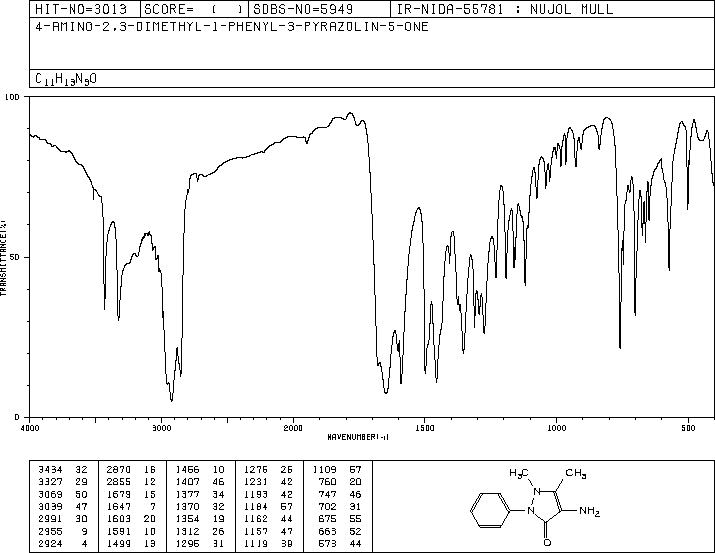 HIT-NO=3013 SCORE= ( ) SDBS-NO=5949 IR-NIDA-55781 : NUJOL MULL
4-AMINO-2,3-DIMETHYL-1-PHENYL-3-PYRAZOLIN-5-ONE
C11H13N3O
100
50
0
TRANSMITTANCE(%)
4000 3000 2000 1500 1000 500
WAVENUMBER(-1)
3434 32 2870 16 1466 10 1276 26 1109 57
3327 29 2855 12 1407 46 1231 42 760 20
3069 50 1679 15 1377 34 1193 42 747 46
3039 47 1647 7 1370 32 1184 57 702 31
2991 30 1603 20 1354 19 1162 44 675 55
2955 9 1591 10 1312 26 1157 47 663 52
2924 4 1499 13 1295 31 1119 39 573 44
H3C CH3
N
N NH2
O